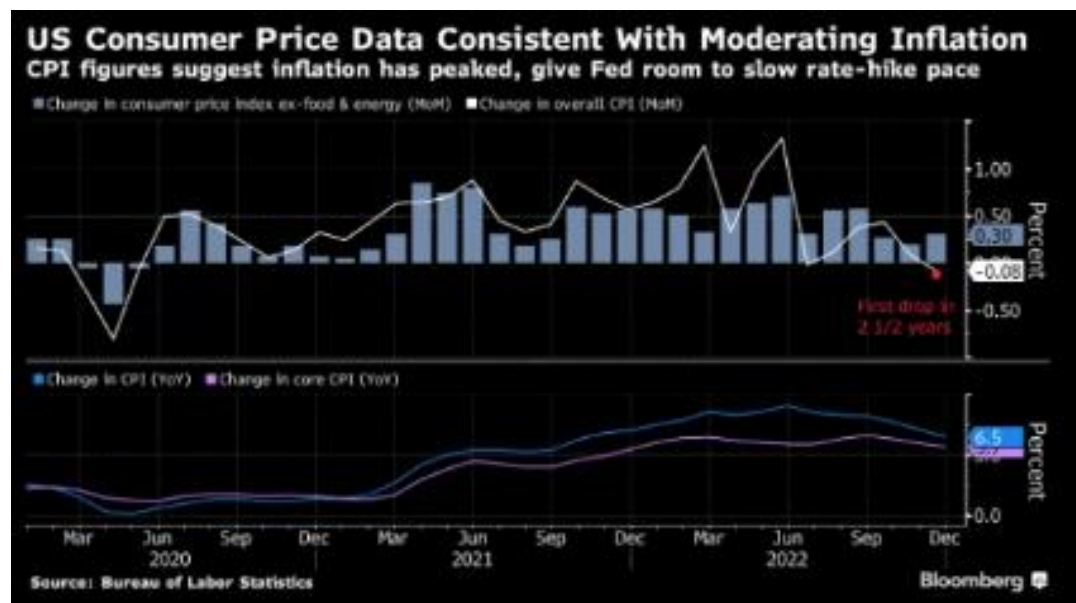 US Consumer Price Data Consistent With Moderating Inflation
CPI figures suggest inflation has peaked, give Fed room to slow rate-hike pace
Change in consumer price index ex-food & energy (MoM) Change in overall CPI (MoM)
1.00
0.50
0.30
-0.08
-0.50
Percent
First drop in
2 1/2 years
Change in CPI (YoY) Change in core CPI (YoY)
6.5
0.0
Percent
Mar Jun Sep Dec Mar Jun Sep Dec Mar Jun Sep Dec
2020 2021 2022
Source: Bureau of Labor Statistics
Bloomberg